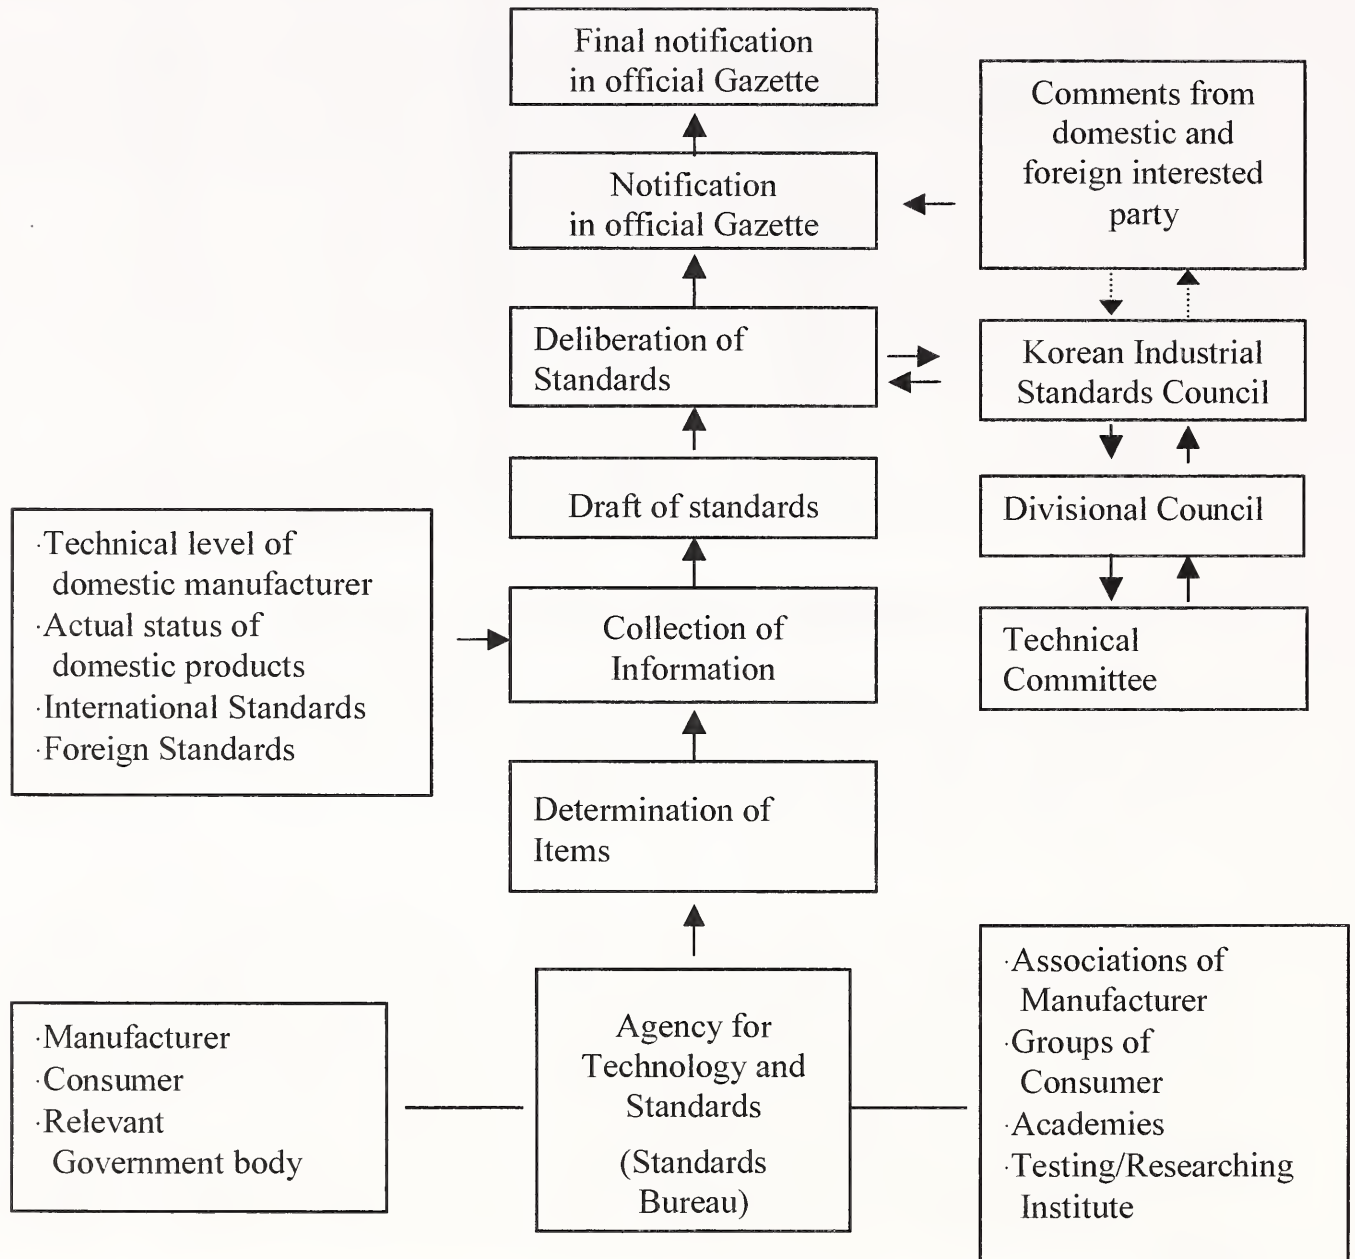 Final notification
in official Gazette
Comments from
domestic and
foreign interested
party
Notification
in official Gazette
Deliberation of
Standards
Korean Industrial
Standards Council
Draft of standards
Divisional Council
·Technical level of
domestic manufacturer
·Actual status of
domestic products
·International Standards
·Foreign Standards
Collection of
Information
Technical
Committee
Determination of
Items
·Manufacturer
·Consumer
·Relevant
Government body
Agency for
Technology and
Standards
(Standards
Bureau)
·Associations of
Manufacturer
·Groups of
Consumer
·Academies
·Testing/Researching
Institute